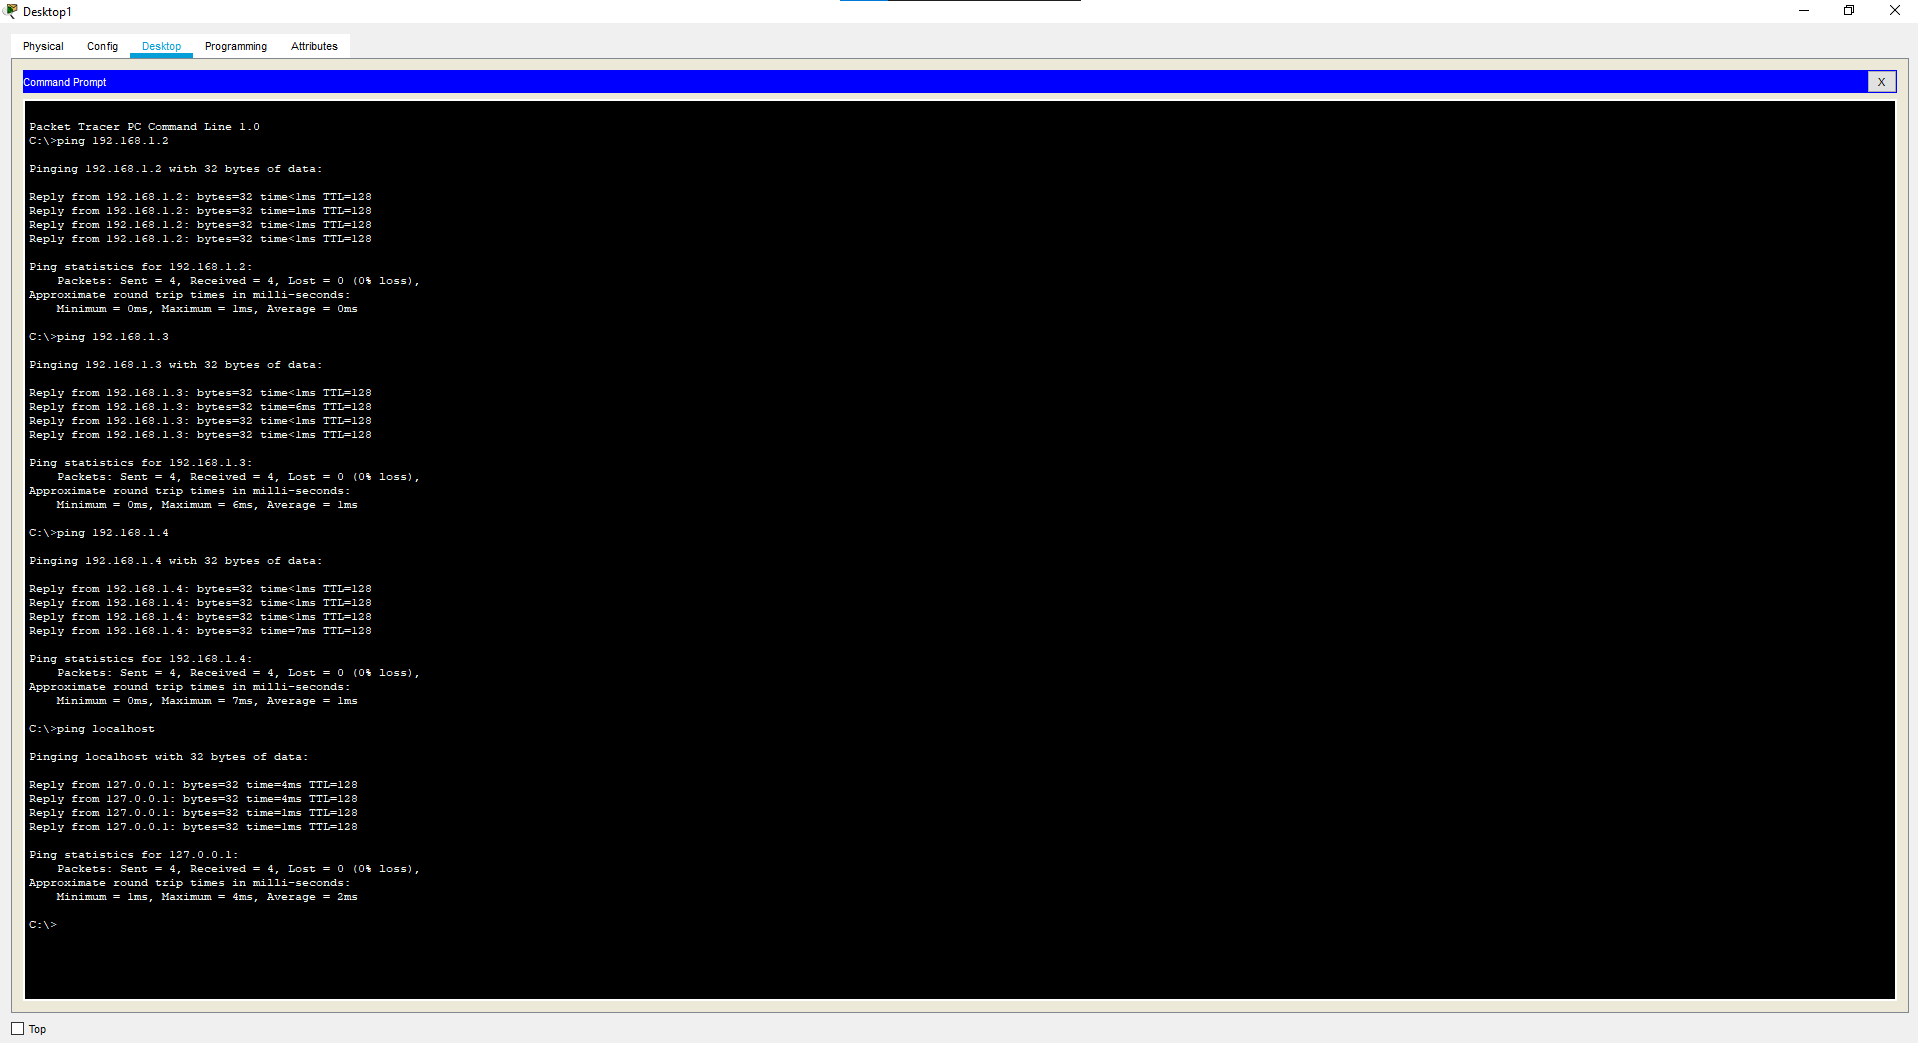 Desktop1
Physical Config Desktop Programming Attributes
Command Prompt
X
Packet Tracer PC Command Line 1.0
C:\>ping 192.168.1.2
Pinging 192.168.1.2 with 32 bytes of data:
Reply from 192.168.1.2: bytes=32 time<1ms TTL=128
Reply from 192.168.1.2: bytes=32 time=1ms TTL=128
Reply from 192.168.1.2: bytes=32 time<1ms TTL=128
Reply from 192.168.1.2: bytes=32 time<1ms TTL=128
Ping statistics for 192.168.1.2:
Packets: Sent = 4, Received = 4, Lost = 0 (0% loss),
Approximate round trip times in milli-seconds:
Minimum = 0ms, Maximum = 1ms, Average = 0ms
C:\>ping 192.168.1.3
Pinging 192.168.1.3 with 32 bytes of data:
Reply from 192.168.1.3: bytes=32 time<1ms TTL=128
Reply from 192.168.1.3: bytes=32 time=6ms TTL=128
Reply from 192.168.1.3: bytes=32 time<1ms TTL=128
Reply from 192.168.1.3: bytes=32 time<1ms TTL=128
Ping statistics for 192.168.1.3:
Packets: Sent = 4, Received = 4, Lost = 0 (0% loss),
Approximate round trip times in milli-seconds:
Minimum = 0ms, Maximum = 6ms, Average = 1ms
C:\>ping 192.168.1.4
Pinging 192.168.1.4 with 32 bytes of data:
Reply from 192.168.1.4: bytes=32 time<1ms TTL=128
Reply from 192.168.1.4: bytes=32 time<1ms TTL=128
Reply from 192.168.1.4: bytes=32 time<1ms TTL=128
Reply from 192.168.1.4: bytes=32 time=7ms TTL=128
Ping statistics for 192.168.1.4:
Packets: Sent = 4, Received = 4, Lost = 0 (0% loss),
Approximate round trip times in milli-seconds:
Minimum = 0ms, Maximum = 7ms, Average = 1ms
C:\>ping localhost
Pinging localhost with 32 bytes of data:
Reply from 127.0.0.1: bytes=32 time=4ms TTL=128
Reply from 127.0.0.1: bytes=32 time=4ms TTL=128
Reply from 127.0.0.1: bytes=32 time=1ms TTL=128
Reply from 127.0.0.1: bytes=32 time=1ms TTL=128
Ping statistics for 127.0.0.1:
Packets: Sent = 4, Received = 4, Lost = 0 (0% loss),
Approximate round trip times in milli-seconds:
Minimum = 1ms, Maximum = 4ms, Average = 2ms
C:\>
Top